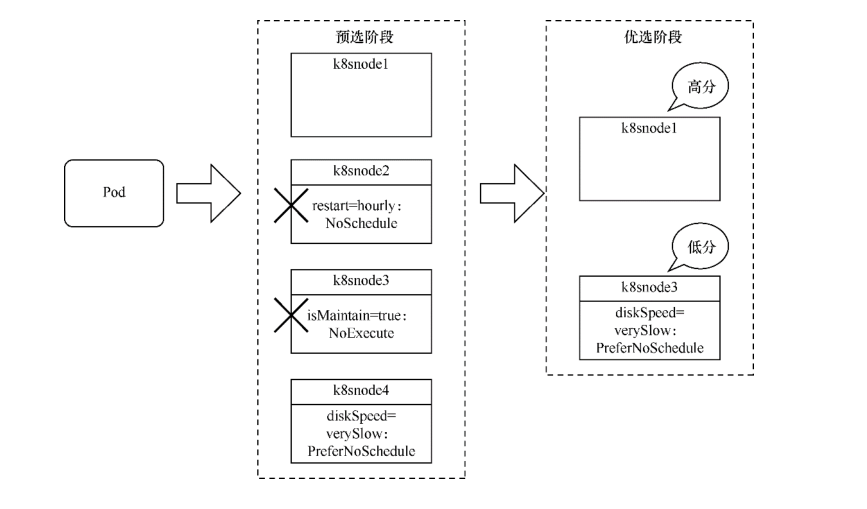 Pod
预选阶段
k8snode1
k8snode2
restart=hourly:
NoSchedule
k8snode3
isMaintain=true:
NoExecute
k8snode4
diskSpeed=
verySlow:
PreferNoSchedule
优选阶段
高分
k8snode1
低分
k8snode3
diskSpeed=
verySlow:
PreferNoSchedule